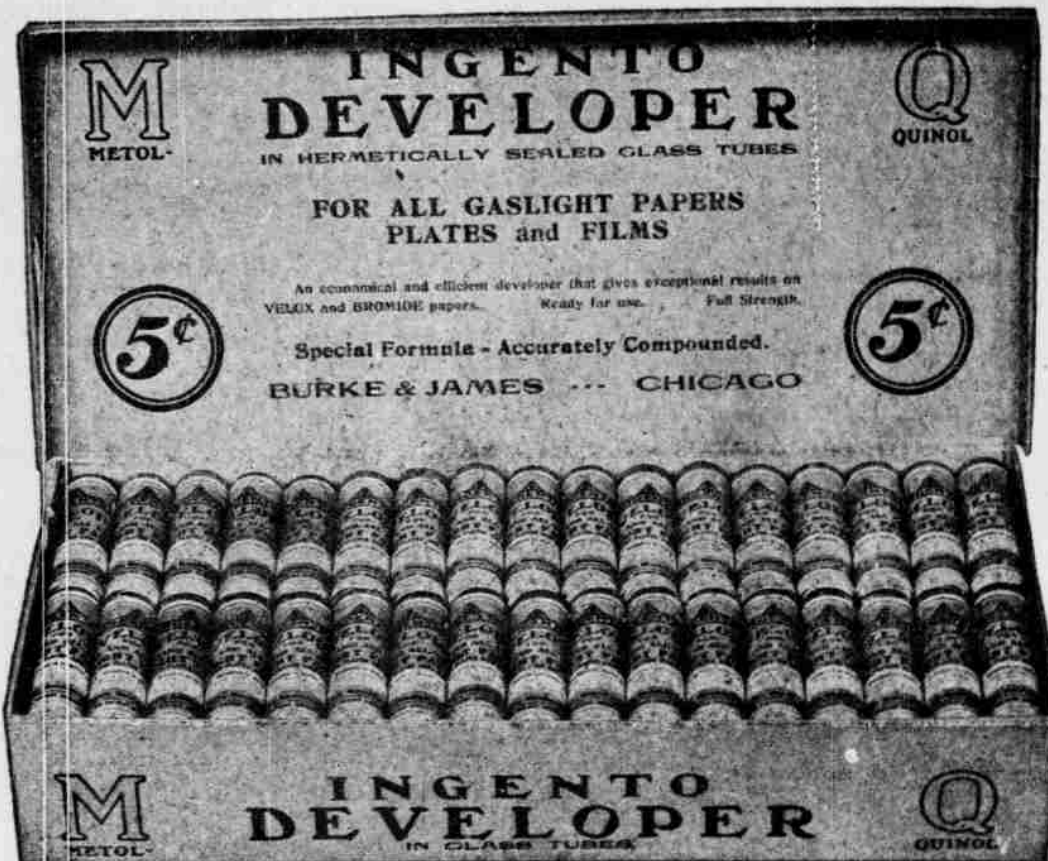 M
METOL-
INGENTO
DEVELOPER
IN HERMETICALLY SEALED GLASS TUBES
Q
QUINOL
FOR ALL GASLIGHT PAPERS
PLATES and FILMS
An economical and efficient developer that gives exceptional results on
VELOX and BROMIDE papers. Ready for use. Full Strength.
5¢
5¢
Special Formula - Accurately Compounded.
BURKE & JAMES --- CHICAGO
M
METOL-
INGENTO
DEVELOPER
IN GLASS TUBES
Q
QUINOL